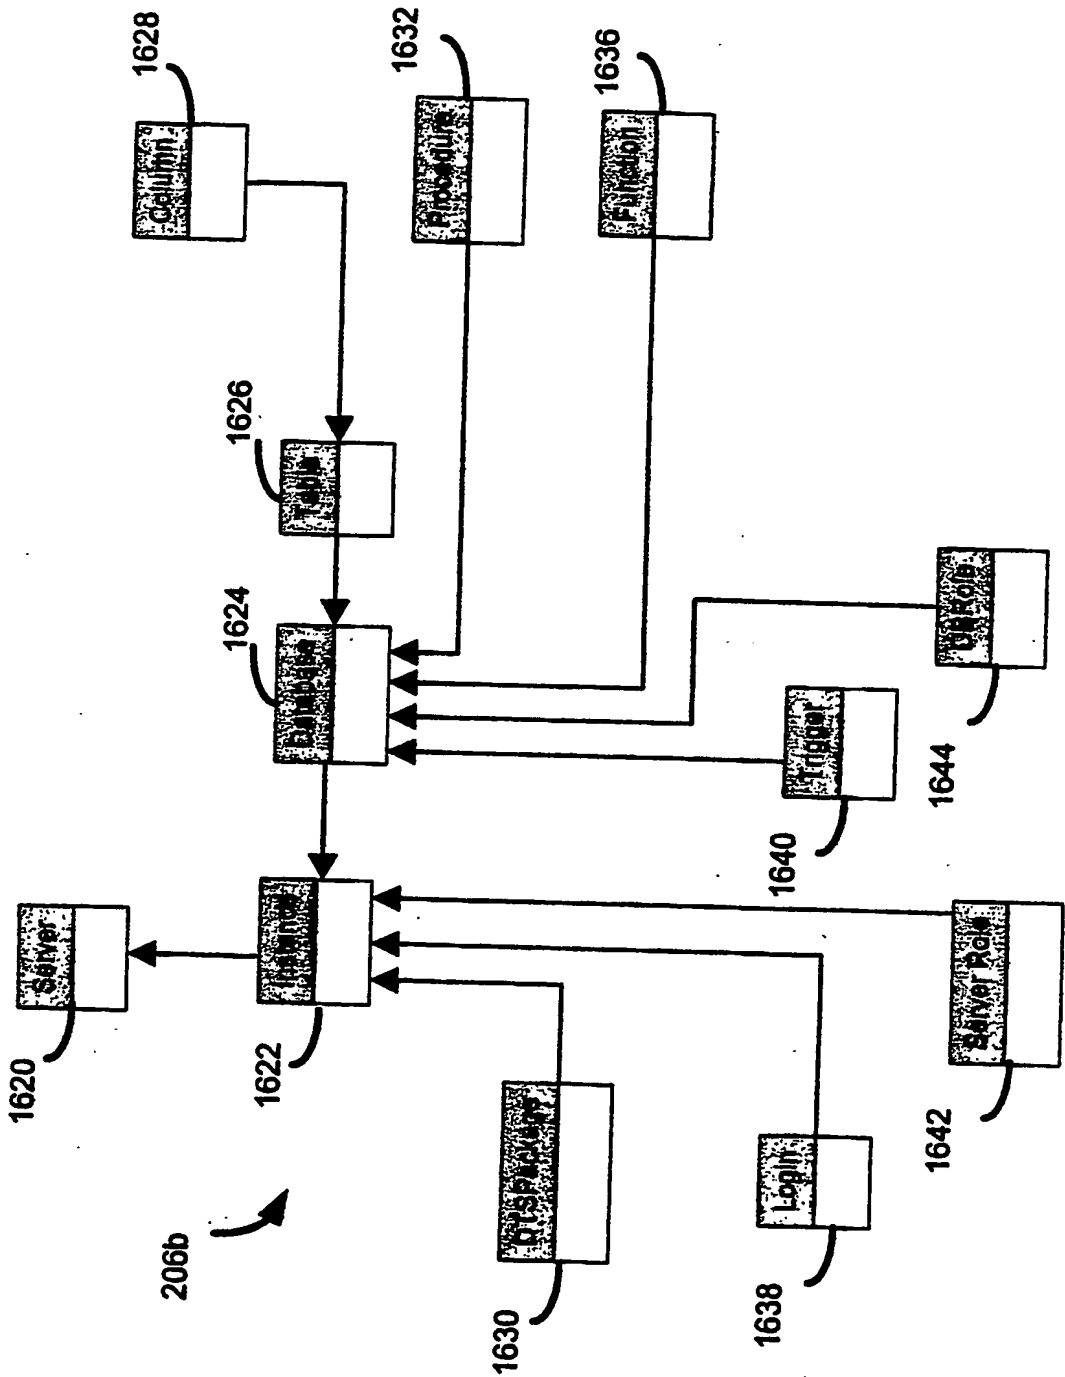 206b
Server
1620
Instance
1622
Database
1624
Table
1626
Column
1628
DTSPackage
1630
Procedure
1632
Function
1636
Login
1638
Trigger
1640
Server Role
1642
DBRole
1644